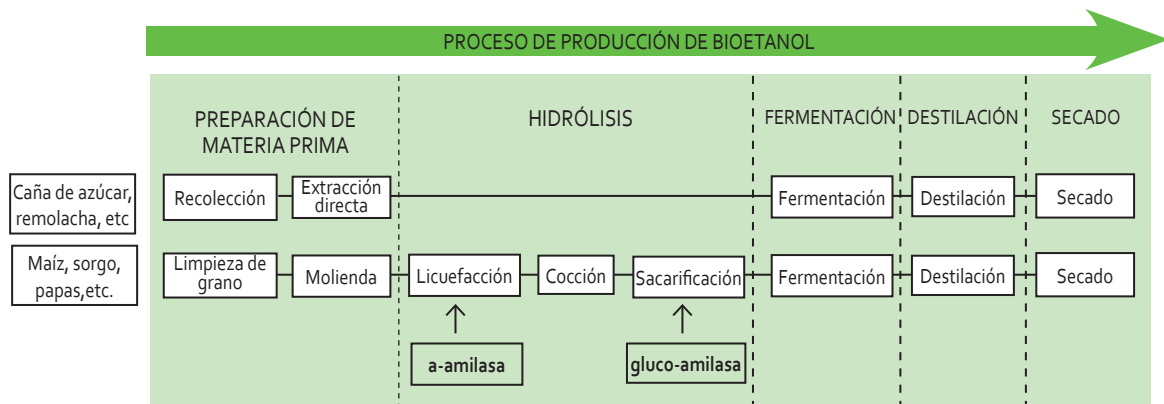 PROCESO DE PRODUCCIÓN DE BIOETANOL
PREPARACIÓN DE
MATERIA PRIMA
HIDRÓLISIS
FERMENTACIÓN
DESTILACIÓN
SECADO
Caña de azúcar,
remolacha, etc
Recolección
Extracción
directa
Fermentación
Destilación
Secado
Maíz, sorgo,
papas,etc.
Limpieza de
grano
Molienda
Licuefacción
Cocción
Sacarificación
Fermentación
Destilación
Secado
a-amilasa
gluco-amilasa